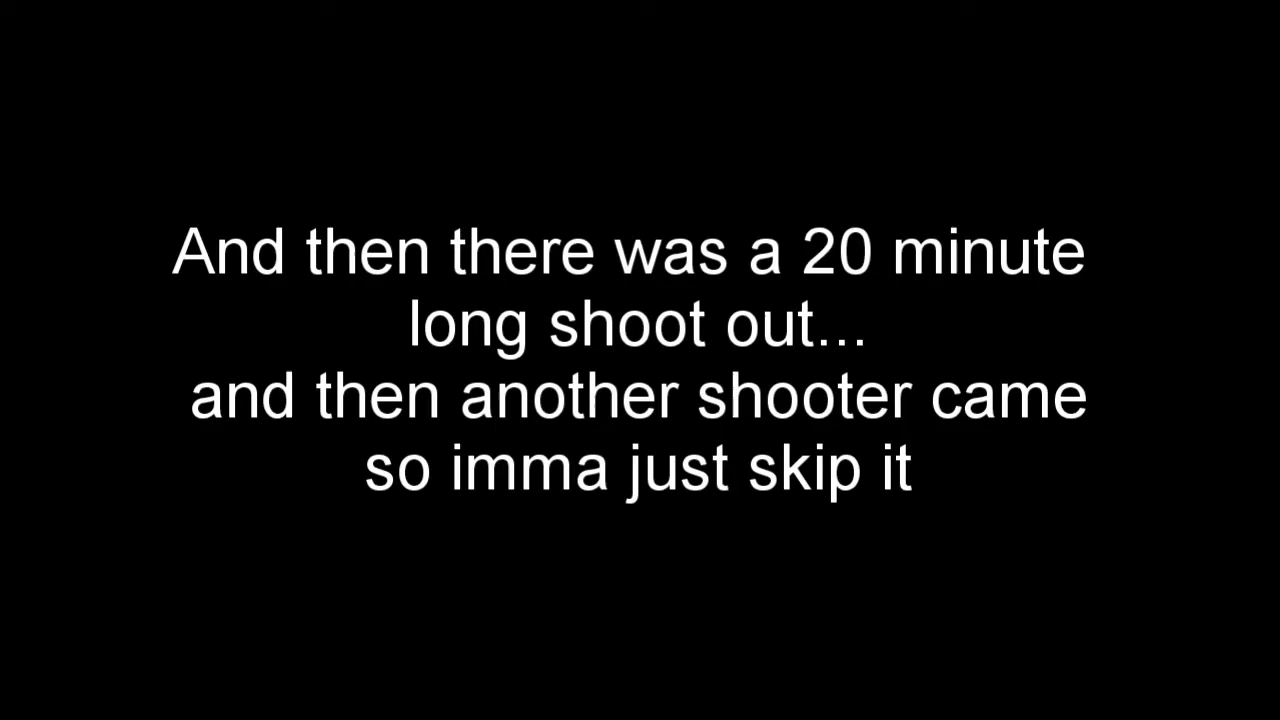 And then there was a 20 minute
long shoot out...
and then another shooter came
so imma just skip it